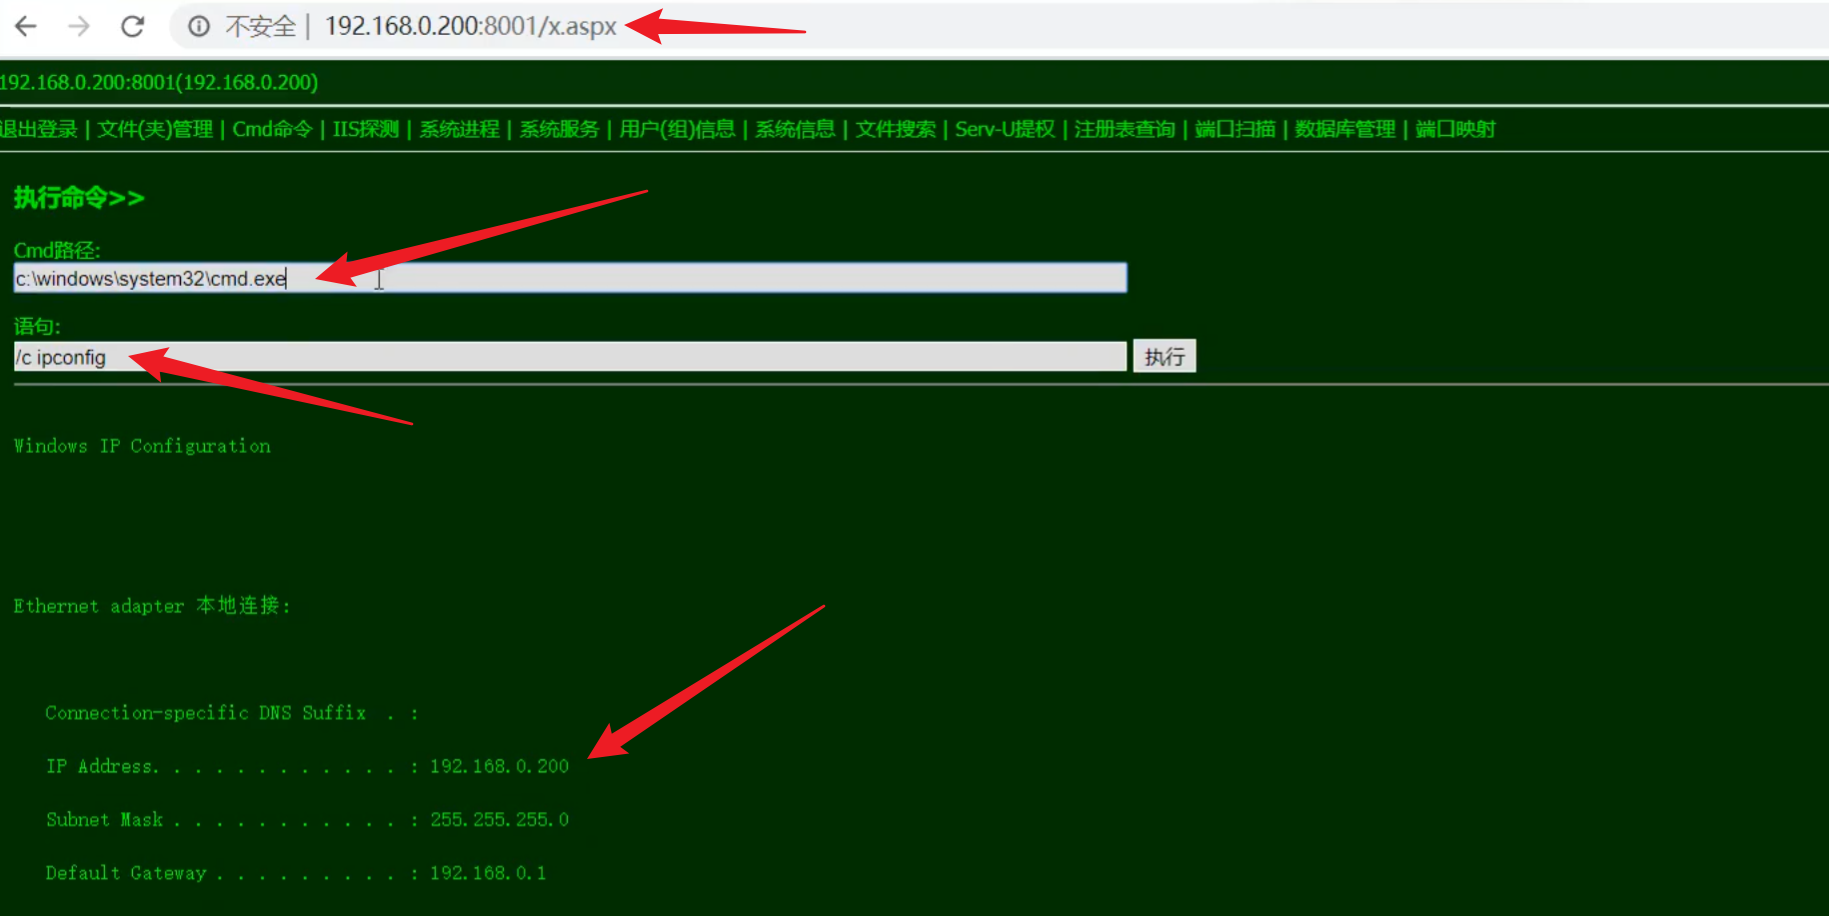 不安全 | 192.168.0.200:8001/x.aspx
192.168.0.200:8001(192.168.0.200)
退出登录 | 文件(夹)管理 | Cmd命令 | IIS探测 | 系统进程 | 系统服务 | 用户(组)信息 | 系统信息 | 文件搜索 | Serv-U提权 | 注册表查询 | 端口扫描 | 数据库管理 | 端口映射
执行命令>>
Cmd路径:
c:\windows\system32\cmd.exe
语句:
/c ipconfig 执行
Windows IP Configuration
Ethernet adapter 本地连接:
Connection-specific DNS Suffix . :
IP Address. . . . . . . . . . . . : 192.168.0.200
Subnet Mask . . . . . . . . . . . : 255.255.255.0
Default Gateway . . . . . . . . . : 192.168.0.1